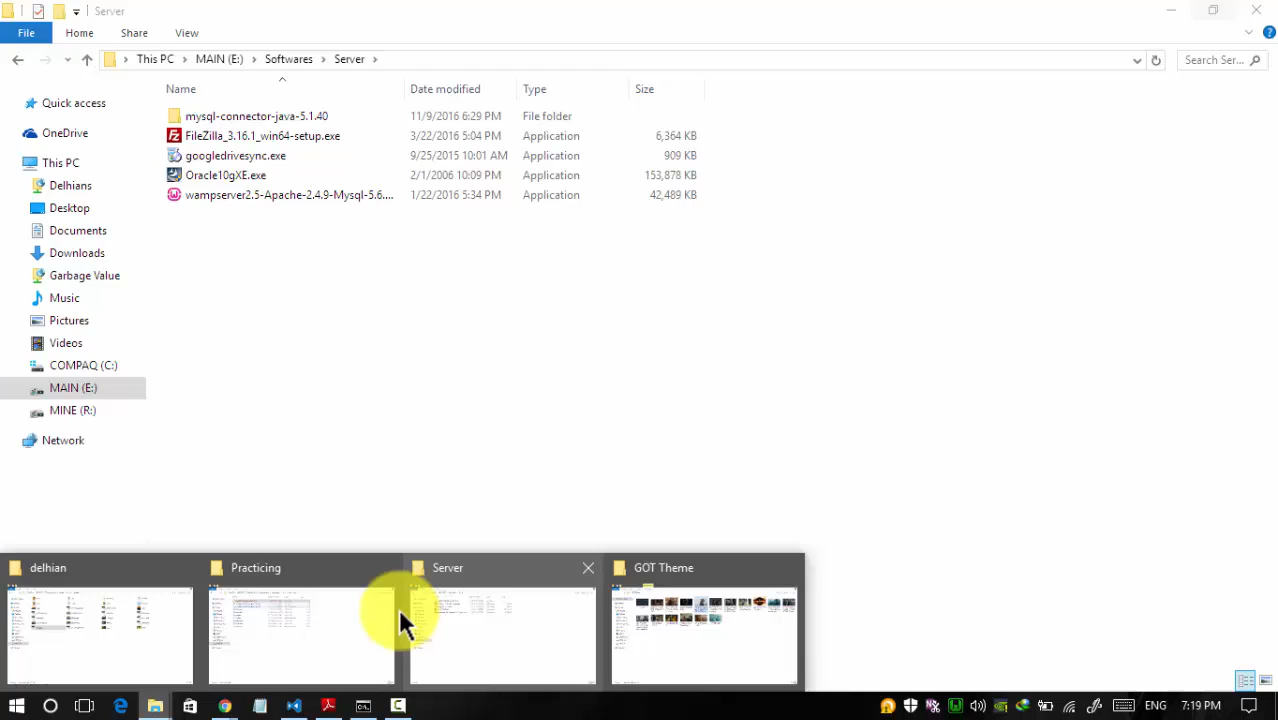 Server
File Home Share View
This PC MAIN (E:) Softwares Server Search Ser...
Name Date modified Type Size
mysql-connector-java-5.1.40 11/9/2016 6:29 PM File folder
FileZilla_3.16.1_win64-setup.exe 3/22/2016 5:04 PM Application 6,364 KB
googledrivesync.exe 9/25/2015 10:01 AM Application 909 KB
Oracle10gXE.exe 2/1/2006 10:09 PM Application 153,878 KB
wampserver2.5-Apache-2.4.9-Mysql-5.6.... 1/22/2016 5:34 PM Application 42,489 KB
Quick access
OneDrive
This PC
Delhians
Desktop
Documents
Downloads
Garbage Value
Music
Pictures
Videos
COMPAQ (C:)
MAIN (E:)
MINE (R:)
Network
delhian Practicing Server GOT Theme
ENG 7:19 PM